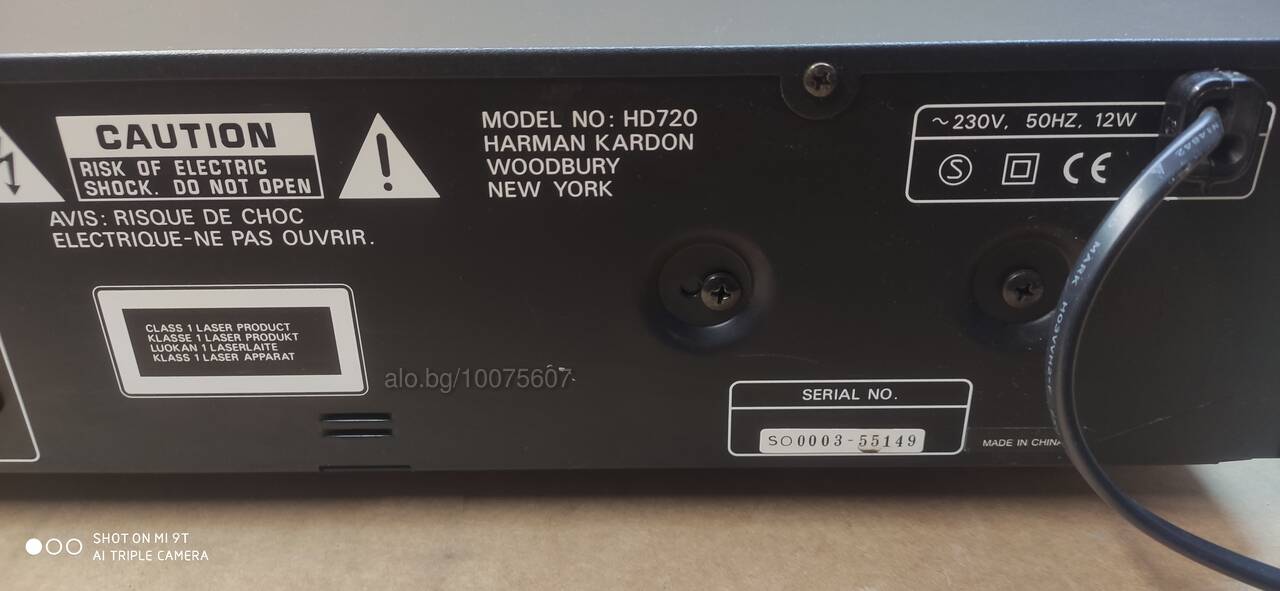 CAUTION
RISK OF ELECTRIC
SHOCK. DO NOT OPEN
AVIS: RISQUE DE CHOC
ELECTRIQUE-NE PAS OUVRIR.
MODEL NO: HD720
HARMAN KARDON
WOODBURY
NEW YORK
~230V, 50HZ, 12W
S
CE
CLASS 1 LASER PRODUCT
KLASSE 1 LASER PRODUKT
LUOKAN 1 LASERLAITE
KLASS 1 LASER APPARAT
alo.bg/10075607
SERIAL NO.
SO0003-55149
MADE IN CHINA
SHOT ON MI 9T
AI TRIPLE CAMERA